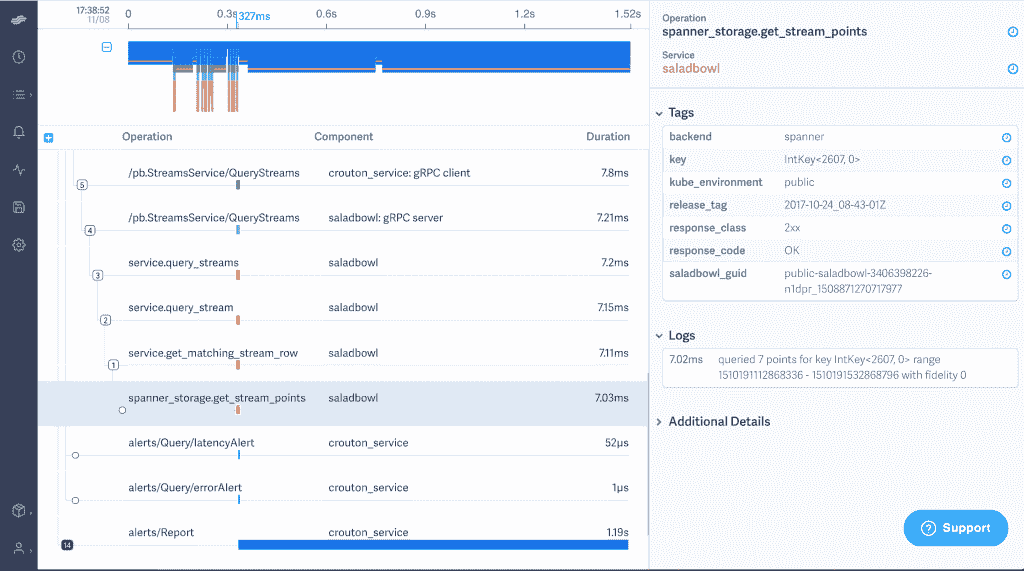 17:38:52
11/08
0
0.3s
327ms
0.6s
0.9s
1.2s
1.52s
Operation Component Duration
5
/pb.StreamsService/QueryStreams crouton_service: gRPC client 7.8ms
4
/pb.StreamsService/QueryStreams saladbowl: gRPC server 7.21ms
3
service.query_streams saladbowl 7.2ms
2
service.query_stream saladbowl 7.15ms
1
service.get_matching_stream_row saladbowl 7.11ms
spanner_storage.get_stream_points saladbowl 7.03ms
alerts/Query/latencyAlert crouton_service 52µs
alerts/Query/errorAlert crouton_service 1µs
alerts/Report crouton_service 1.19s
14
Operation
spanner_storage.get_stream_points
Service
saladbowl
Tags
backend spanner
key IntKey<2607, 0>
kube_environment public
release_tag 2017-10-24_08-43-01Z
response_class 2xx
response_code OK
saladbowl_guid public-saladbowl-3406398226-
n1dpr_1508871270717977
Logs
7.02ms queried 7 points for key IntKey<2607, 0> range
1510191112868336 - 1510191532868796 with fidelity 0
Additional Details
Support